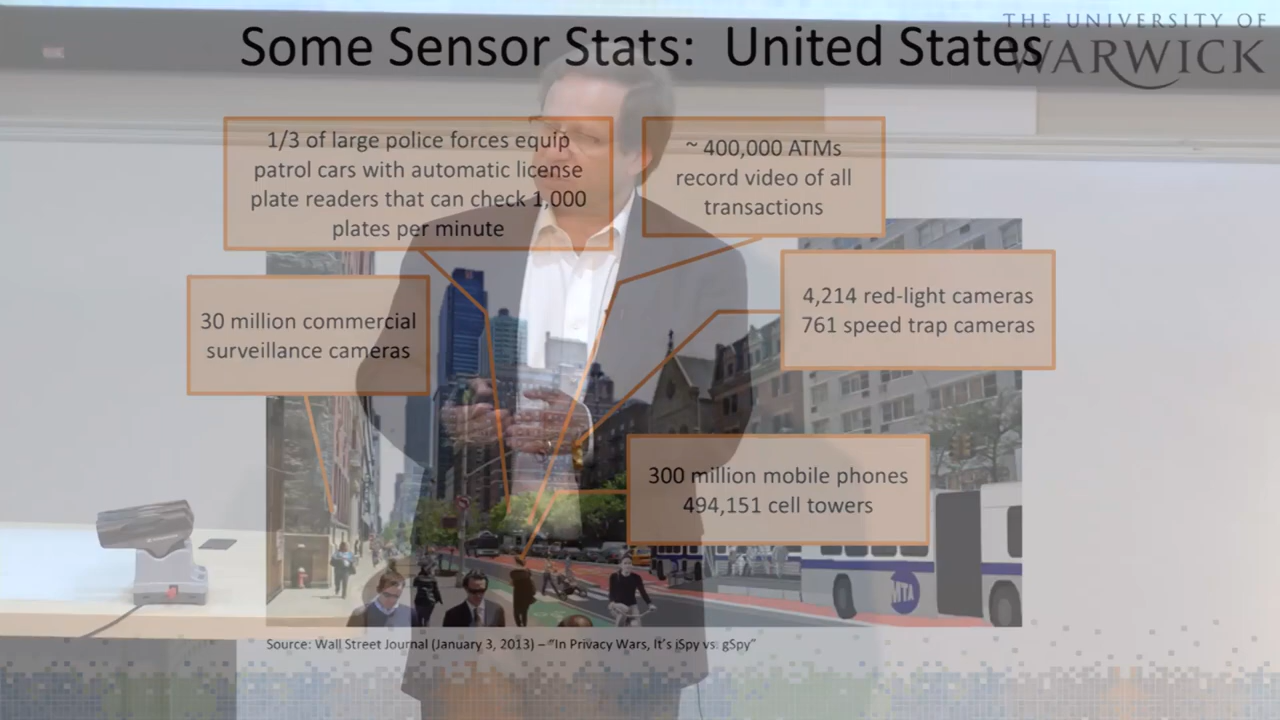 THE UNIVERSITY OF
WARWICK
Some Sensor Stats: United States
1/3 of large police forces equip
patrol cars with automatic license
plate readers that can check 1,000
plates per minute
~ 400,000 ATMs
record video of all
transactions
30 million commercial
surveillance cameras
4,214 red-light cameras
761 speed trap cameras
300 million mobile phones
494,151 cell towers
MTA
Source: Wall Street Journal (January 3, 2013) – "In Privacy Wars, It's iSpy vs. gSpy"